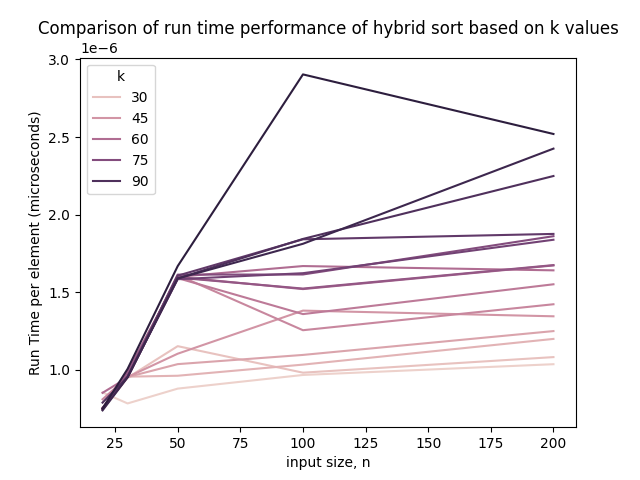 Comparison of run time performance of hybrid sort based on k values
1e−6
3.0
2.5
2.0
1.5
1.0
Run Time per element (microseconds)
k
30
45
60
75
90
25 50 75 100 125 150 175 200
input size, n